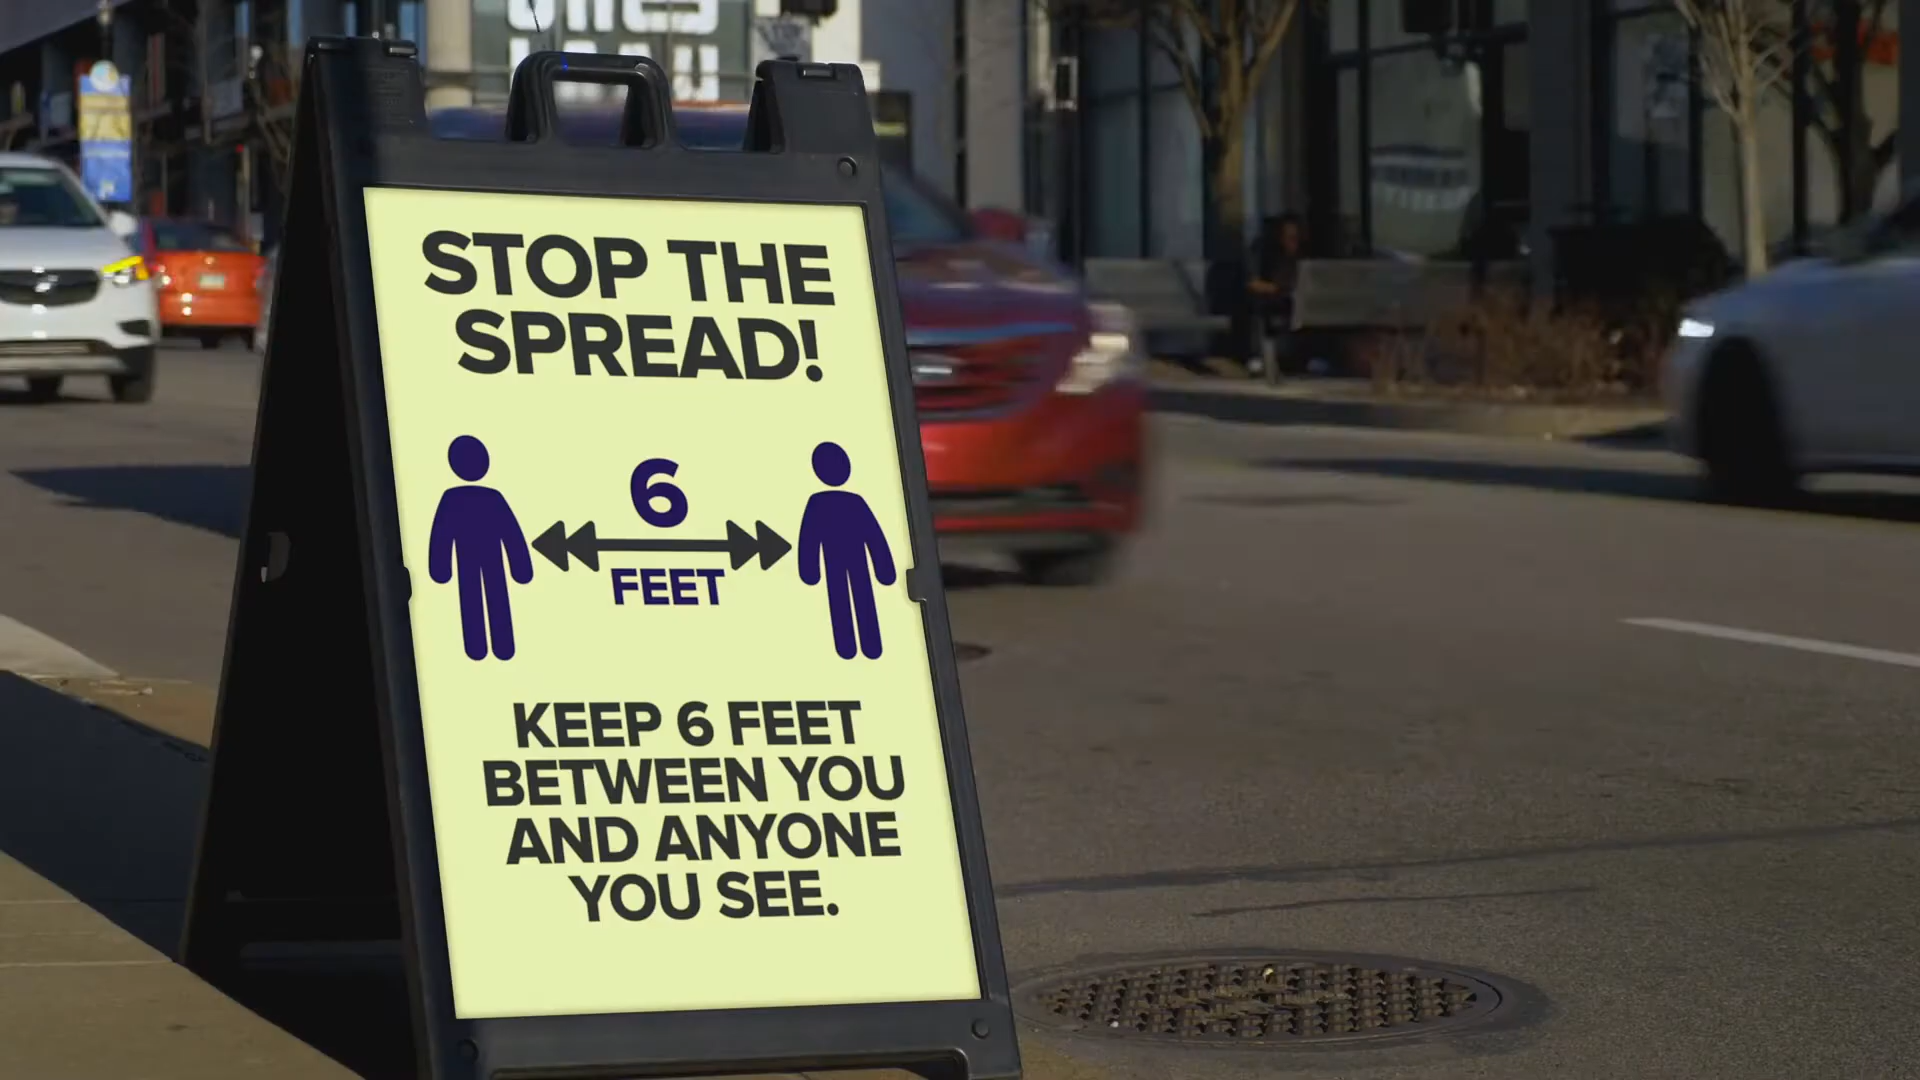 STOP THE
SPREAD!
6
FEET
KEEP 6 FEET
BETWEEN YOU
AND ANYONE
YOU SEE.